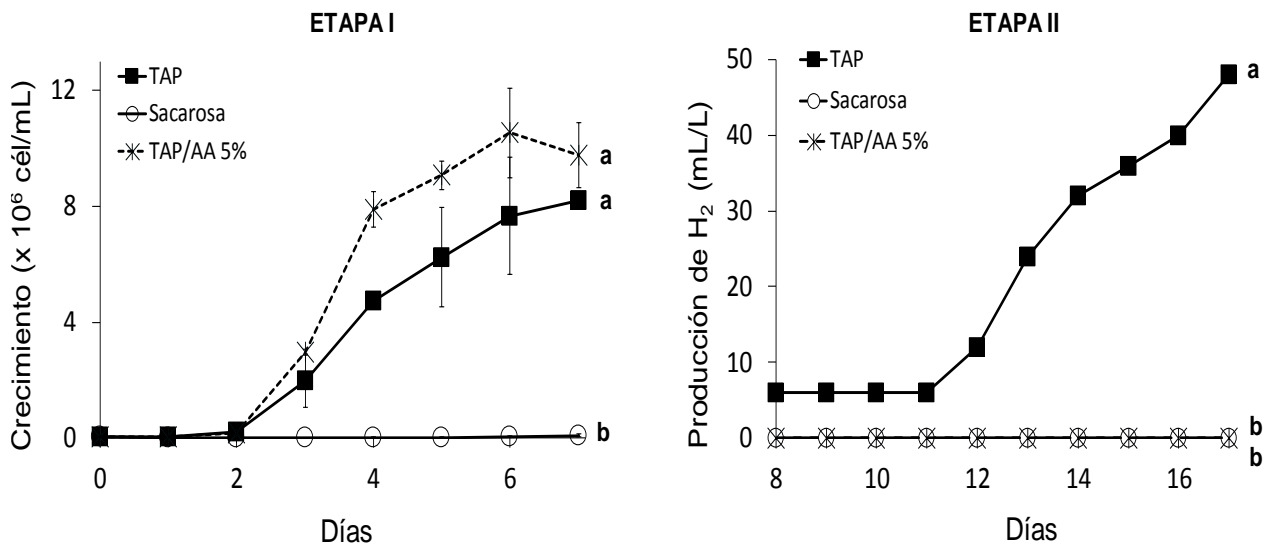 ETAPA I
TAP
Sacarosa
TAP/AA 5%
Crecimiento (x 10⁶ cél/mL)
12
8
4
0
a
a
b
0 2 4 6
Días
ETAPA II
TAP
Sacarosa
TAP/AA 5%
Producción de H₂ (mL/L)
50
40
30
20
10
0
a
b
b
8 10 12 14 16
Días